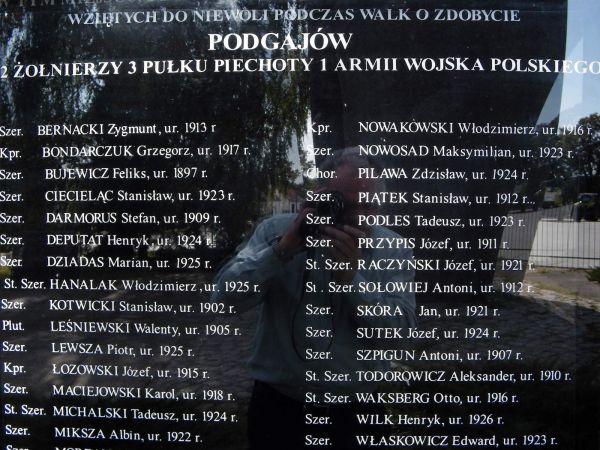 WZIĘTYCH DO NIEWOLI PODCZAS WALK O ZDOBYCIE
PODGAJÓW
2 ŻOŁNIERZY 3 PUŁKU PIECHOTY 1 ARMII WOJSKA POLSKIEGO
Szer. BERNACKI Zygmunt, ur. 1913 r
Kpr. BONDARCZUK Grzegorz, ur. 1917 r.
Szer. BUJEWICZ Feliks, ur. 1897 r.
Szer. CIECIELĄG Stanisław, ur. 1923 r.
Szer. DARMORUS Stefan, ur. 1909 r.
Szer. DEPUTAT Henryk, ur. 1924 r.
Szer. DZIADAS Marian, ur. 1925 r.
St. Szer. HANALAK Włodzimierz, ur. 1925 r.
Szer. KOTWICKI Stanisław, ur. 1902 r.
Plut. LEŚNIEWSKI Walenty, ur. 1905 r.
Szer. LEWSZA Piotr, ur. 1925 r.
Kpr. ŁOZOWSKI Józef, ur. 1915 r.
Szer. MACIEJOWSKI Karol, ur. 1918 r.
St. Szer. MICHALSKI Tadeusz, ur. 1924 r.
Szer. MIKSZA Albin, ur. 1922 r.
Kpr. NOWAKOWSKI Włodzimierz, ur. 1916 r.
Szer. NOWOSAD Maksymilian, ur. 1923 r.
Chor. PILAWA Zdzisław, ur. 1924 r.
Szer. PIĄTEK Stanisław, ur. 1912 r.
Szer. PODLES Tadeusz, ur. 1923 r.
Szer. PRZYPIS Józef, ur. 1911 r.
St. Szer. RACZYŃSKI Józef, ur. 1921 r.
St. Szer. SOŁOWIEJ Antoni, ur. 1912 r.
Szer. SKÓRA Jan, ur. 1921 r.
Szer. SUTEK Józef, ur. 1924 r.
Szer. SZPIGUN Antoni, ur. 1907 r.
St. Szer. TODOROWICZ Aleksander, ur. 1910 r.
St. Szer. WAKSBERG Otto, ur. 1916 r.
Szer. WILK Henryk, ur. 1926 r.
Szer. WŁASKOWICZ Edward, ur. 1923 r.